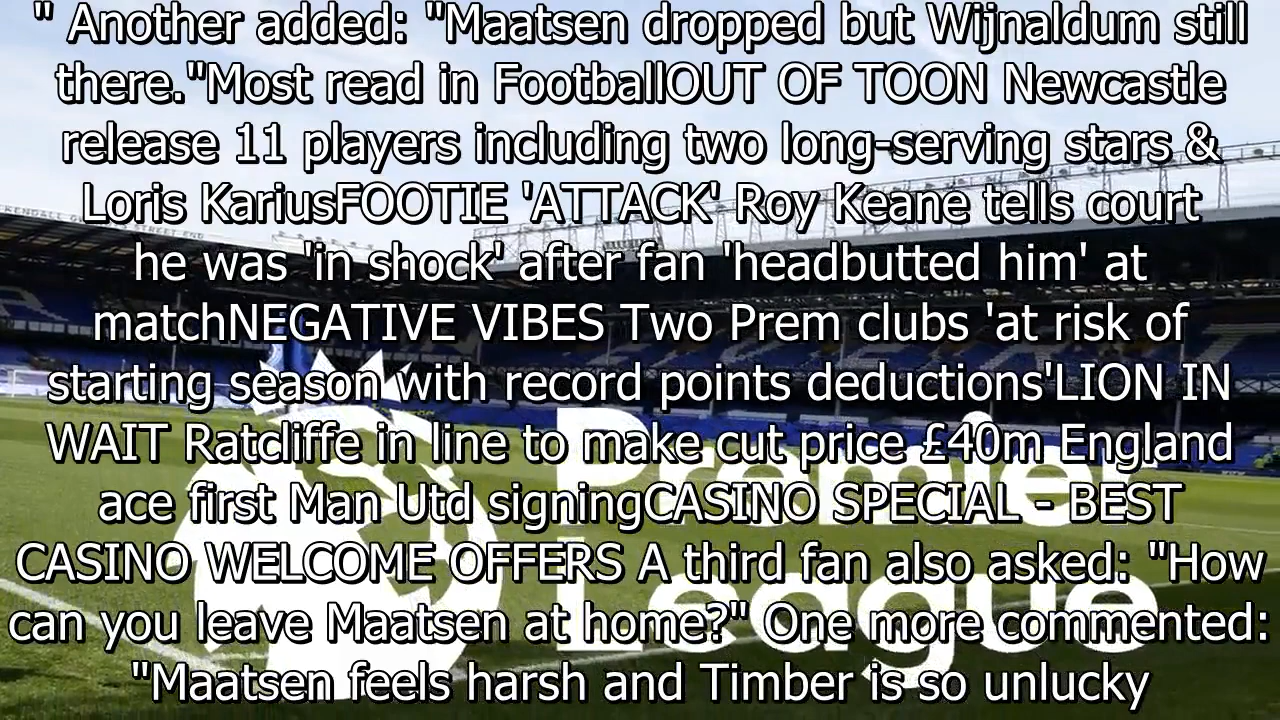 " Another added: "Maatsen dropped but Wijnaldum still
there."Most read in FootballOUT OF TOON Newcastle
release 11 players including two long-serving stars &
Loris KariusFOOTIE 'ATTACK' Roy Keane tells court
he was 'in shock' after fan 'headbutted him' at
matchNEGATIVE VIBES Two Prem clubs 'at risk of
starting season with record points deductions'LION IN
WAIT Ratcliffe in line to make cut price £40m England
ace first Man Utd signingCASINO SPECIAL - BEST
CASINO WELCOME OFFERS A third fan also asked: "How
can you leave Maatsen at home?" One more commented:
"Maatsen feels harsh and Timber is so unlucky
Premier
League